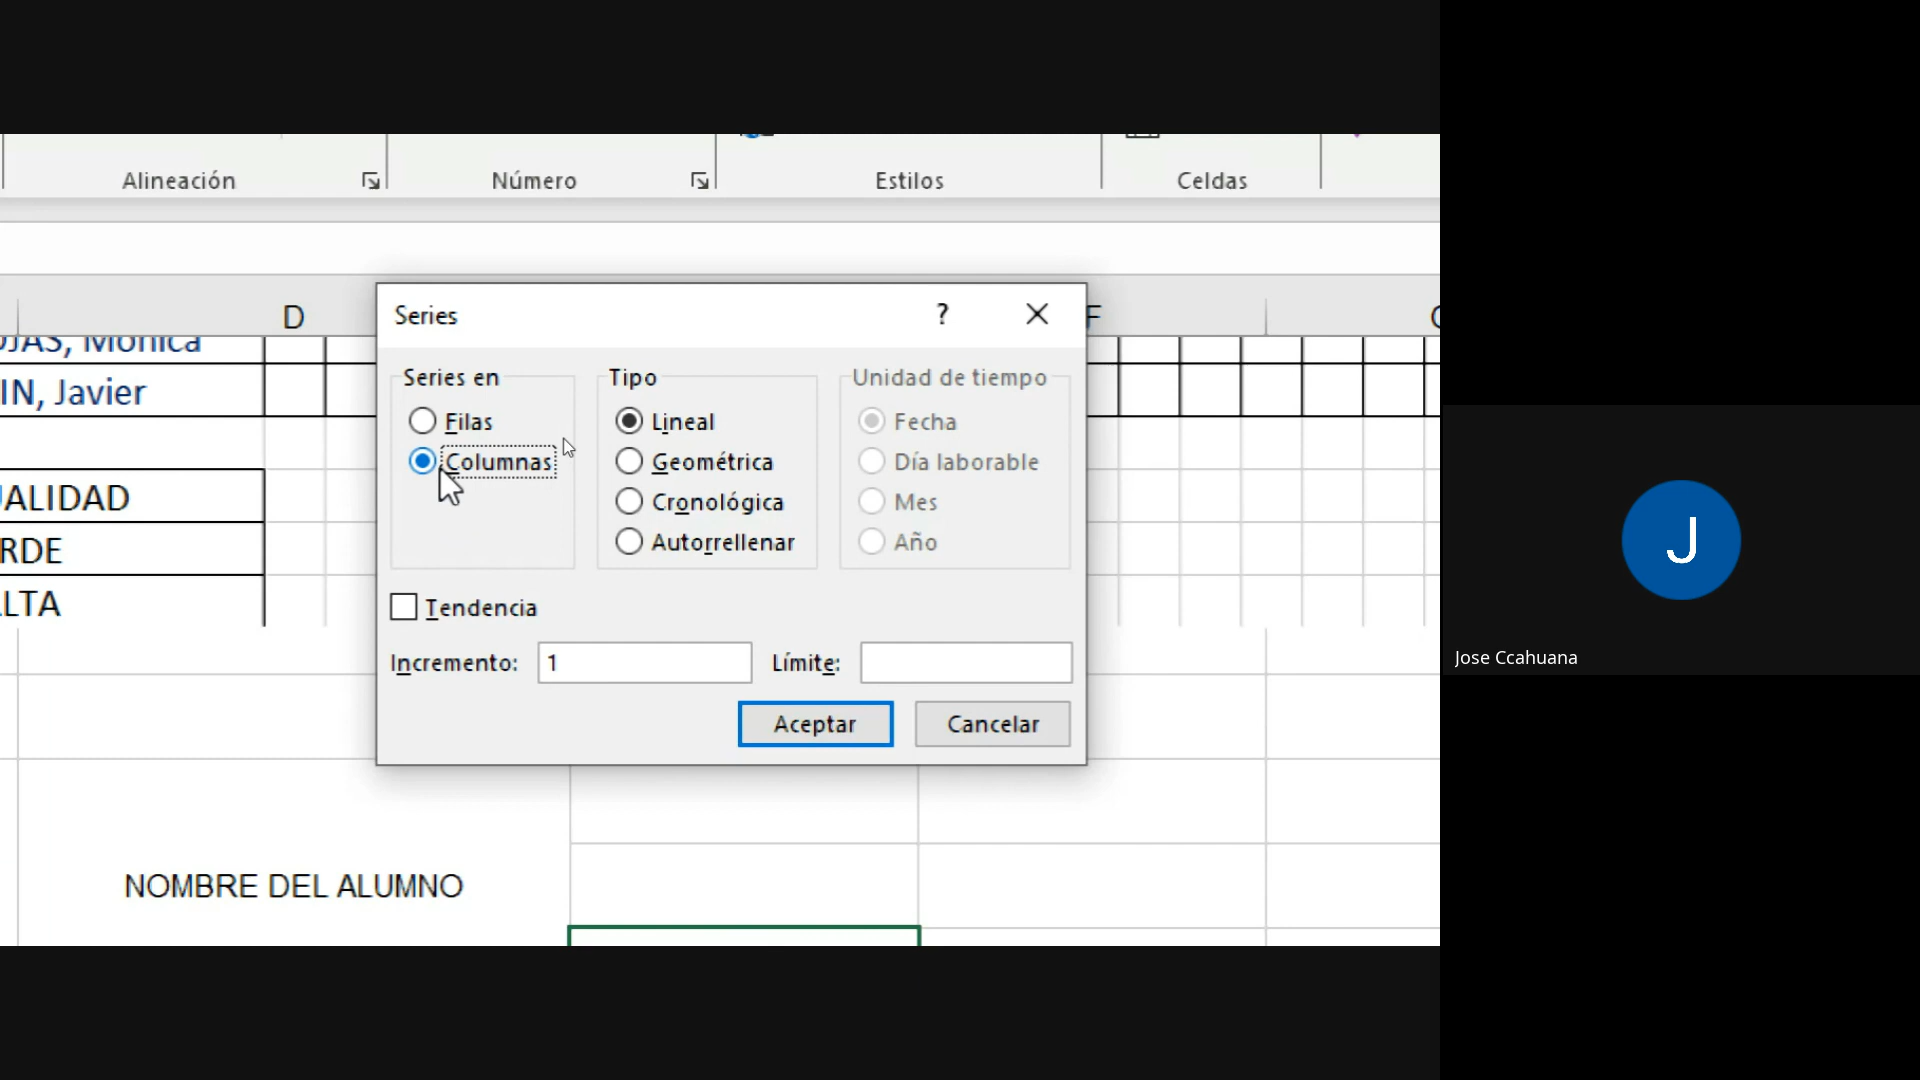 Alineación
Número
Estilos
Celdas
D
F
Series
?
Mónica
IN, Javier
Series en
Filas
Columnas
Tipo
Lineal
Geométrica
Cronológica
Autorrellenar
Unidad de tiempo
Fecha
Día laborable
Mes
Año
ALIDAD
RDE
LTA
Tendencia
Incremento: 1
Límite:
Aceptar
Cancelar
NOMBRE DEL ALUMNO
J
Jose Ccahuana